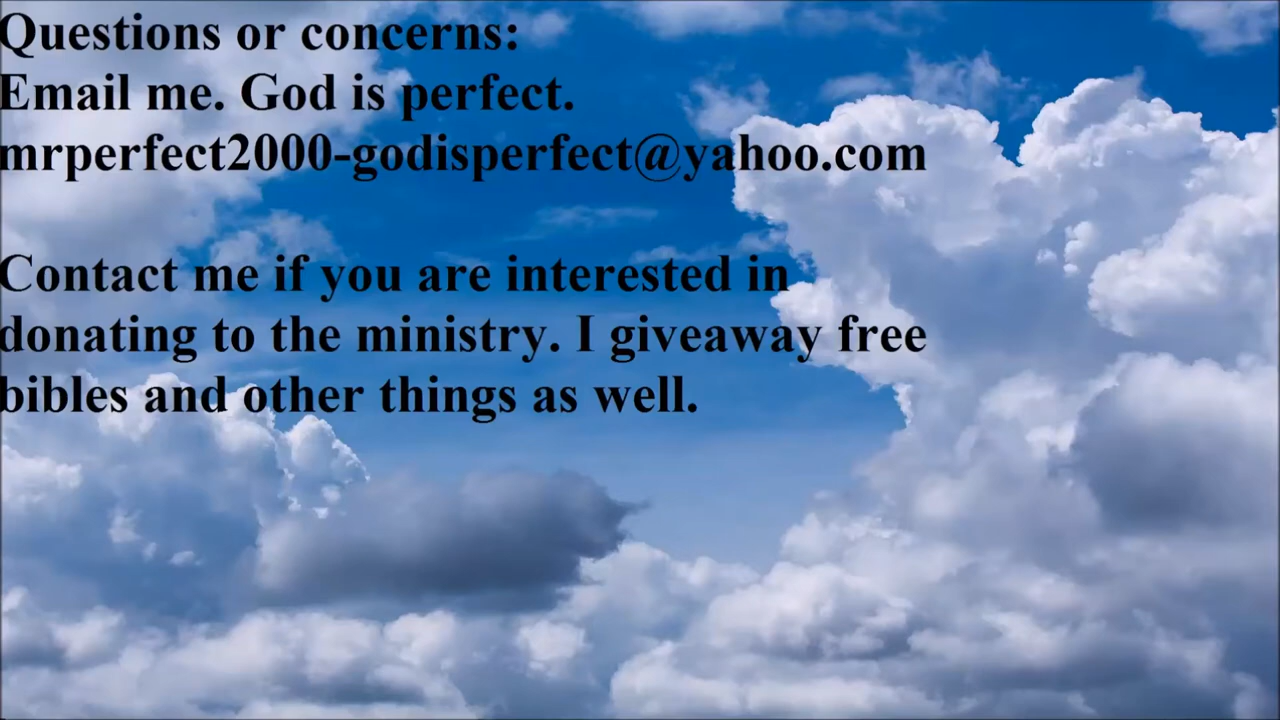 Questions or concerns:
Email me. God is perfect.
mrperfect2000-godisperfect@yahoo.com
Contact me if you are interested in
donating to the ministry. I giveaway free
bibles and other things as well.